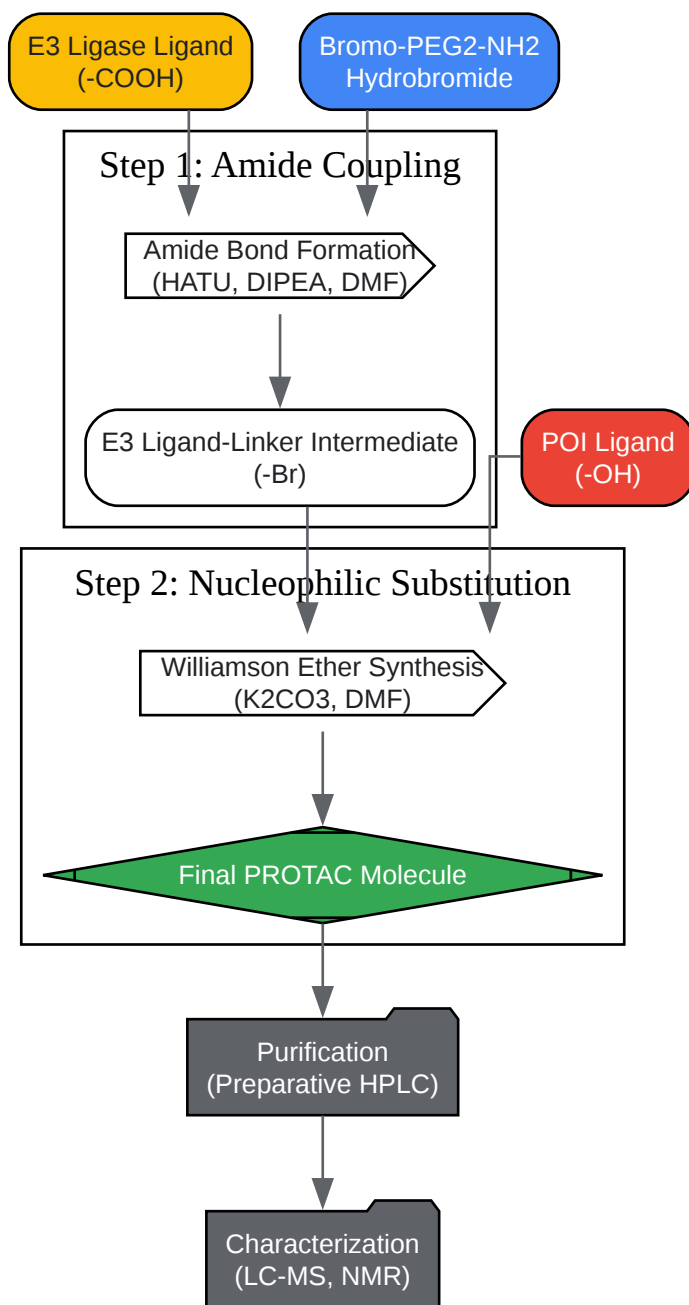 E3 Ligase Ligand
(-COOH)
Bromo-PEG2-NH2
Hydrobromide
Step 1: Amide Coupling
Amide Bond Formation
(HATU, DIPEA, DMF)
E3 Ligand-Linker Intermediate
(-Br)
POI Ligand
(-OH)
Step 2: Nucleophilic Substitution
Williamson Ether Synthesis
(K2CO3, DMF)
Final PROTAC Molecule
Purification
(Preparative HPLC)
Characterization
(LC-MS, NMR)